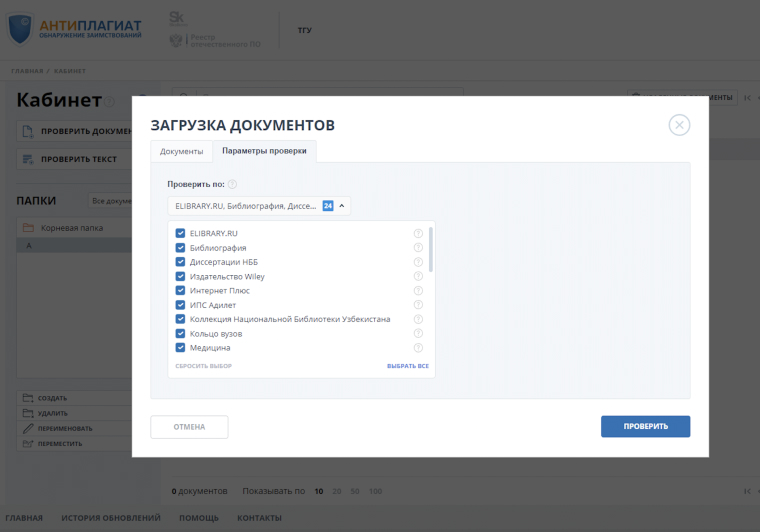 АНТИПЛАГИАТ
ОБНАРУЖЕНИЕ ЗАИМСТВОВАНИЙ
Sk
Реестр
отечественного ПО
ТГУ
ГЛАВНАЯ / КАБИНЕТ
Кабинет
ПРОВЕРИТЬ ДОКУМЕН
ПРОВЕРИТЬ ТЕКСТ
ПАПКИ
Все докуме
Корневая папка
А
СОЗДАТЬ
УДАЛИТЬ
ПЕРЕИМЕНОВАТЬ
ПЕРЕМЕСТИТЬ
ЗАГРУЗКА ДОКУМЕНТОВ
Документы
Параметры проверки
Проверить по: ?
ELIBRARY.RU, Библиография, Диссе... 24
ELIBRARY.RU ?
Библиография ?
Диссертации НББ ?
Издательство Wiley ?
Интернет Плюс ?
ИПС Адилет ?
Коллекция Национальной Библиотеки Узбекистана ?
Кольцо вузов ?
Медицина ?
СБРОСИТЬ ВЫБОР ВЫБРАТЬ ВСЕ
ОТМЕНА
ПРОВЕРИТЬ
0 документов Показывать по 10 20 50 100
ГЛАВНАЯ ИСТОРИЯ ОБНОВЛЕНИЙ ПОМОЩЬ КОНТАКТЫ